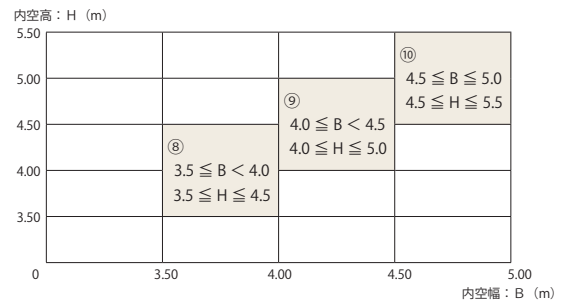 内空高：H（m）
5.50
5.00
4.50
4.00
3.50
⑩
4.5 ≦ B ≦ 5.0
4.5 ≦ H ≦ 5.5
⑨
4.0 ≦ B < 4.5
4.0 ≦ H ≦ 5.0
⑧
3.5 ≦ B < 4.0
3.5 ≦ H ≦ 4.5
0 3.50 4.00 4.50 5.00
内空幅：B（m）